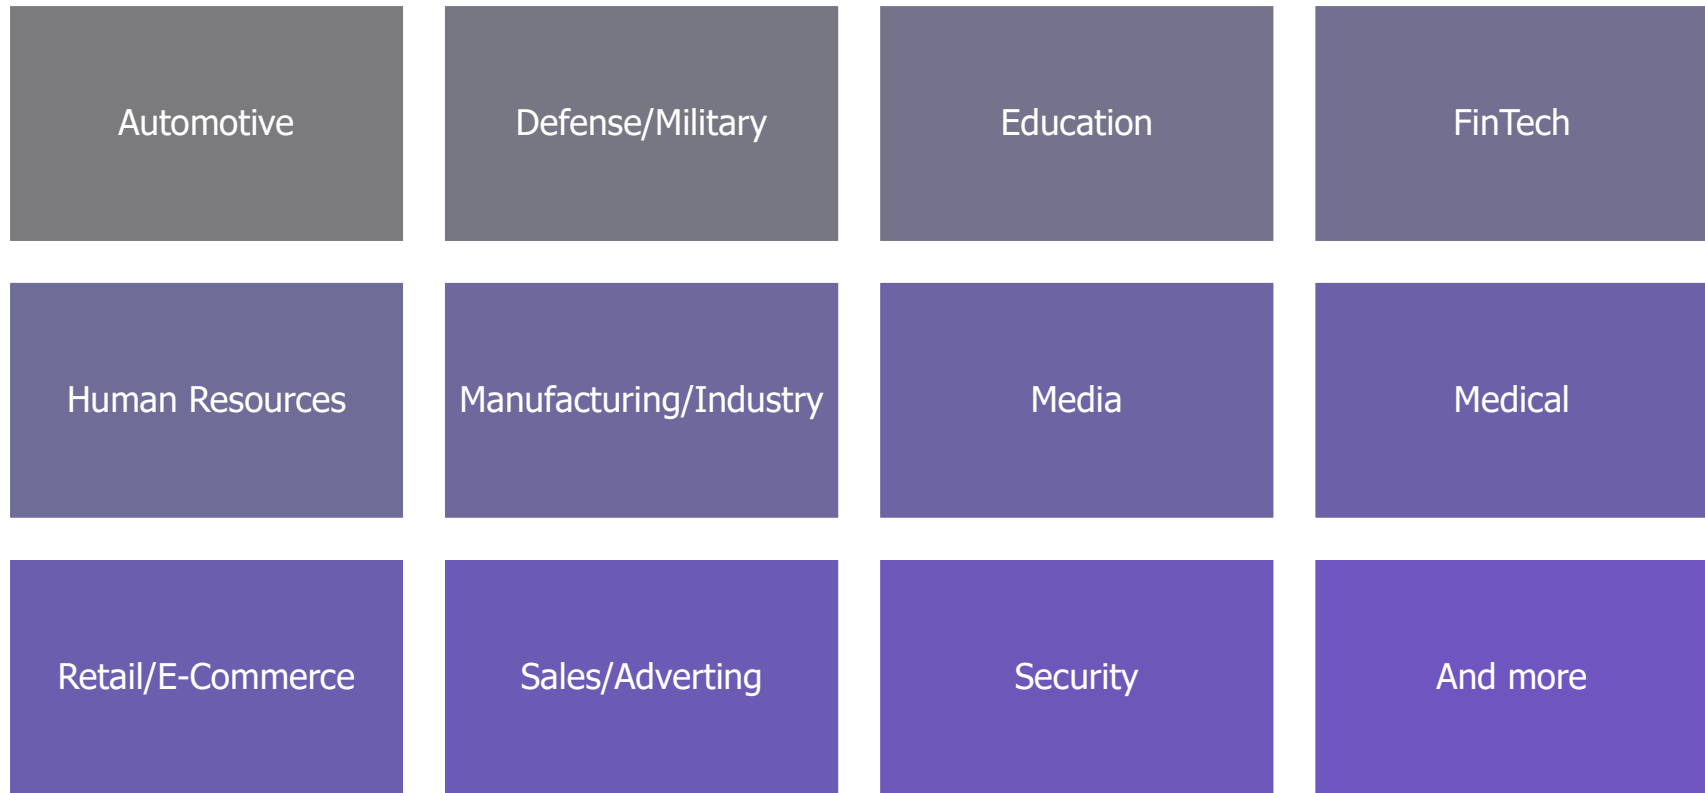 Automotive
Defense/Military
Education
FinTech
Human Resources
Manufacturing/Industry
Media
Medical
Retail/E-Commerce
Sales/Adverting
Security
And more